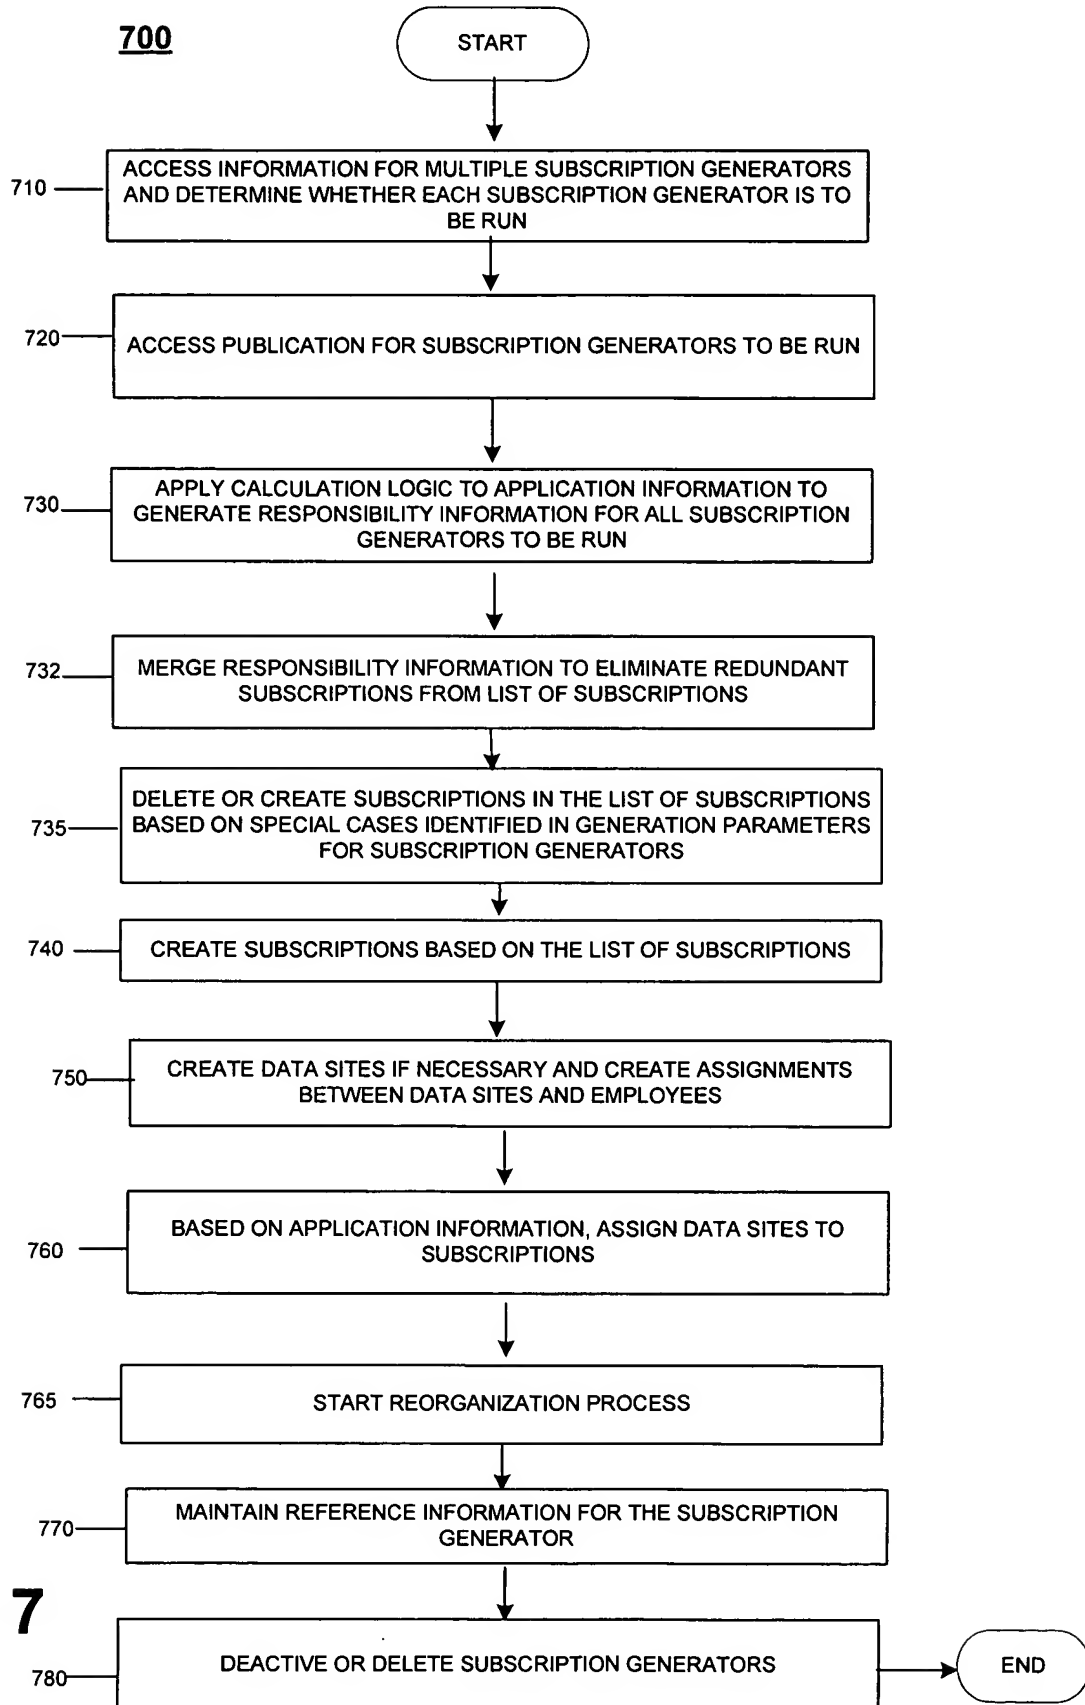 700
START
710
ACCESS INFORMATION FOR MULTIPLE SUBSCRIPTION GENERATORS
AND DETERMINE WHETHER EACH SUBSCRIPTION GENERATOR IS TO
BE RUN
720
ACCESS PUBLICATION FOR SUBSCRIPTION GENERATORS TO BE RUN
730
APPLY CALCULATION LOGIC TO APPLICATION INFORMATION TO
GENERATE RESPONSIBILITY INFORMATION FOR ALL SUBSCRIPTION
GENERATORS TO BE RUN
732
MERGE RESPONSIBILITY INFORMATION TO ELIMINATE REDUNDANT
SUBSCRIPTIONS FROM LIST OF SUBSCRIPTIONS
735
DELETE OR CREATE SUBSCRIPTIONS IN THE LIST OF SUBSCRIPTIONS
BASED ON SPECIAL CASES IDENTIFIED IN GENERATION PARAMETERS
FOR SUBSCRIPTION GENERATORS
740
CREATE SUBSCRIPTIONS BASED ON THE LIST OF SUBSCRIPTIONS
750
CREATE DATA SITES IF NECESSARY AND CREATE ASSIGNMENTS
BETWEEN DATA SITES AND EMPLOYEES
760
BASED ON APPLICATION INFORMATION, ASSIGN DATA SITES TO
SUBSCRIPTIONS
765
START REORGANIZATION PROCESS
770
MAINTAIN REFERENCE INFORMATION FOR THE SUBSCRIPTION
GENERATOR
7
780
DEACTIVE OR DELETE SUBSCRIPTION GENERATORS
END